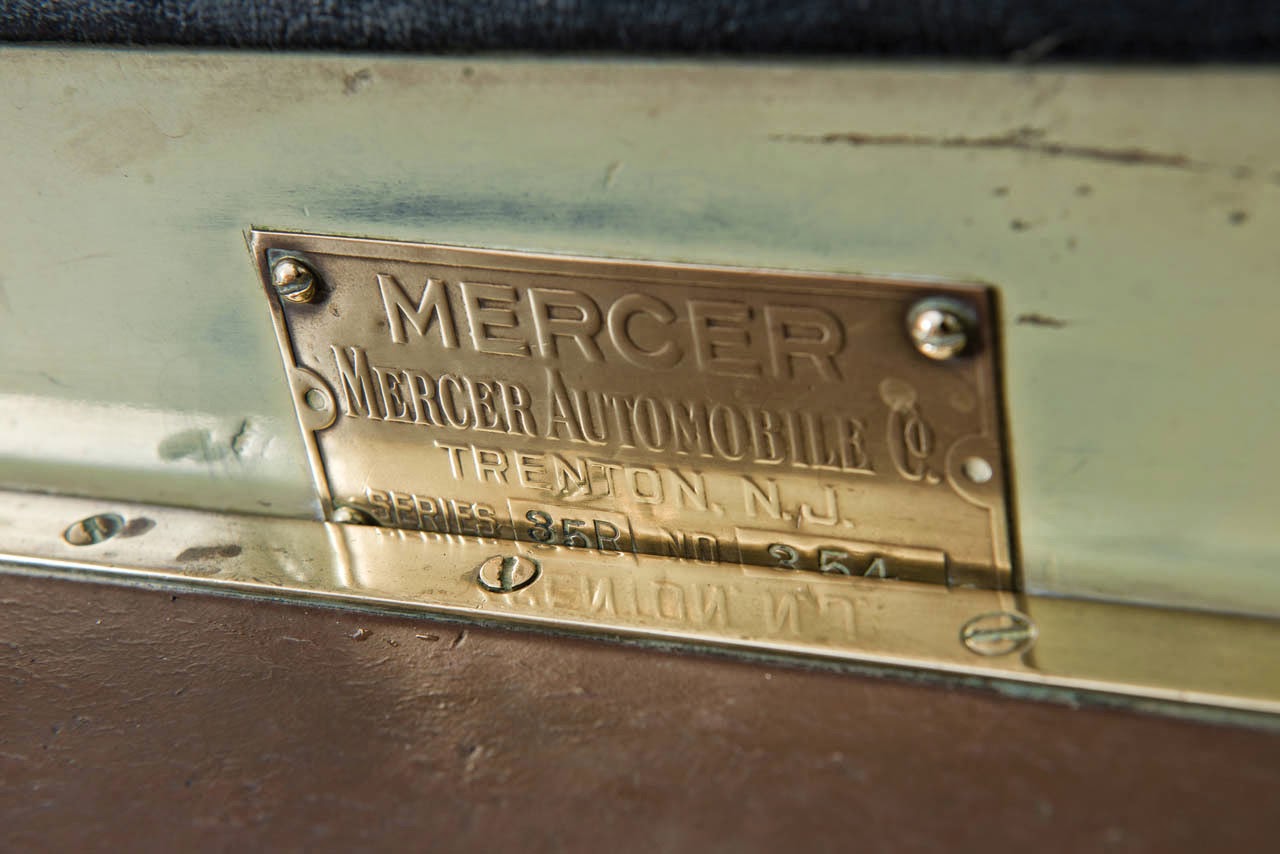 MERCER
MERCER AUTOMOBILE CO.
TRENTON, N.J.
SERIES 35R NO 354